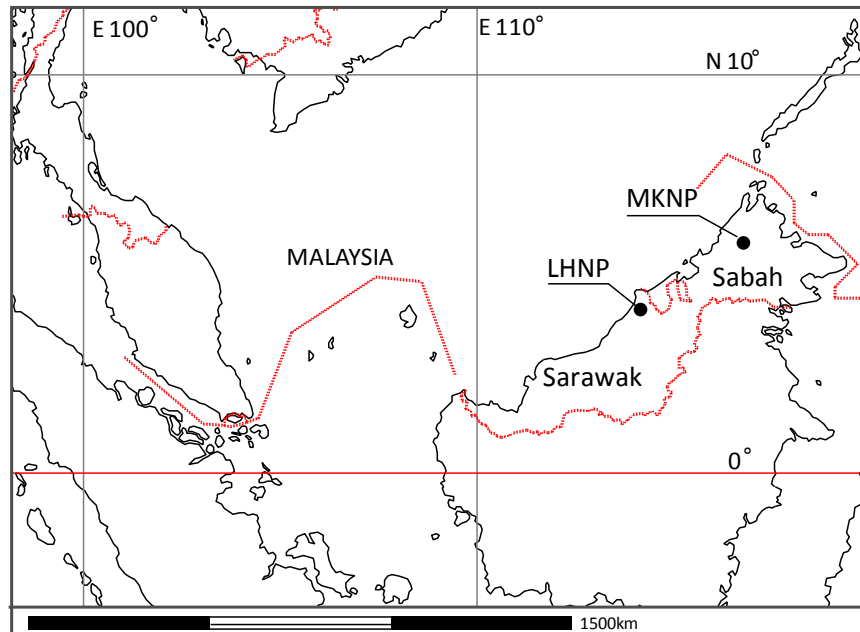 E 100°
E 110°
N 10°
MKNP
MALAYSIA
LHNP
Sabah
Sarawak
0°
1500km